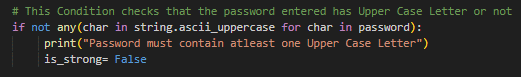 # This Condition checks that the password entered has Upper Case Letter or not
if not any(char in string.ascii_uppercase for char in password):
    print("Password must contain atleast one Upper Case Letter")
    is_strong= False